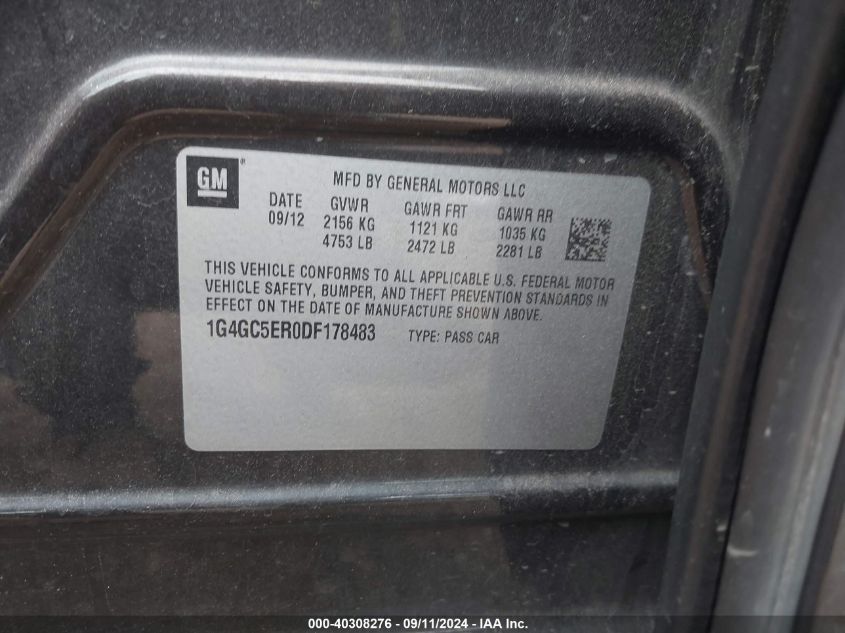 GM ®
MFD BY GENERAL MOTORS LLC
DATE GVWR GAWR FRT GAWR RR
09/12 2156 KG 1121 KG 1035 KG
4753 LB 2472 LB 2281 LB
THIS VEHICLE CONFORMS TO ALL APPLICABLE U.S. FEDERAL MOTOR
VEHICLE SAFETY, BUMPER, AND THEFT PREVENTION STANDARDS IN
EFFECT ON THE DATE OF MANUFACTURE SHOWN ABOVE.
1G4GC5ER0DF178483 TYPE: PASS CAR
000-40308276 - 09/11/2024 - IAA Inc.